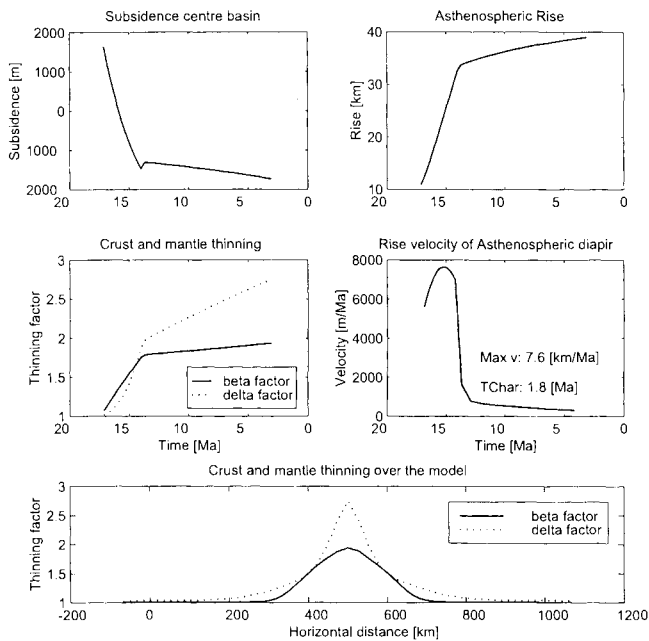 Subsidence centre basin
Subsidence [m]
2000
1000
0
1000
2000
20 15 10 5 0
Asthenospheric Rise
Rise [km]
40
30
20
10
20 15 10 5 0
Crust and mantle thinning
Thinning factor
3
2.5
2
1.5
1
beta factor
delta factor
20 15 10 5 0
Time [Ma]
Rise velocity of Asthenospheric diapir
Velocity [m/Ma]
8000
6000
4000
2000
0
Max v: 7.6 [km/Ma]
TChar: 1.8 [Ma]
20 15 10 5 0
Time [Ma]
Crust and mantle thinning over the model
Thinning factor
3
2.5
2
1.5
1
beta factor
delta factor
-200 0 200 400 600 800 1000 1200
Horizontal distance [km]